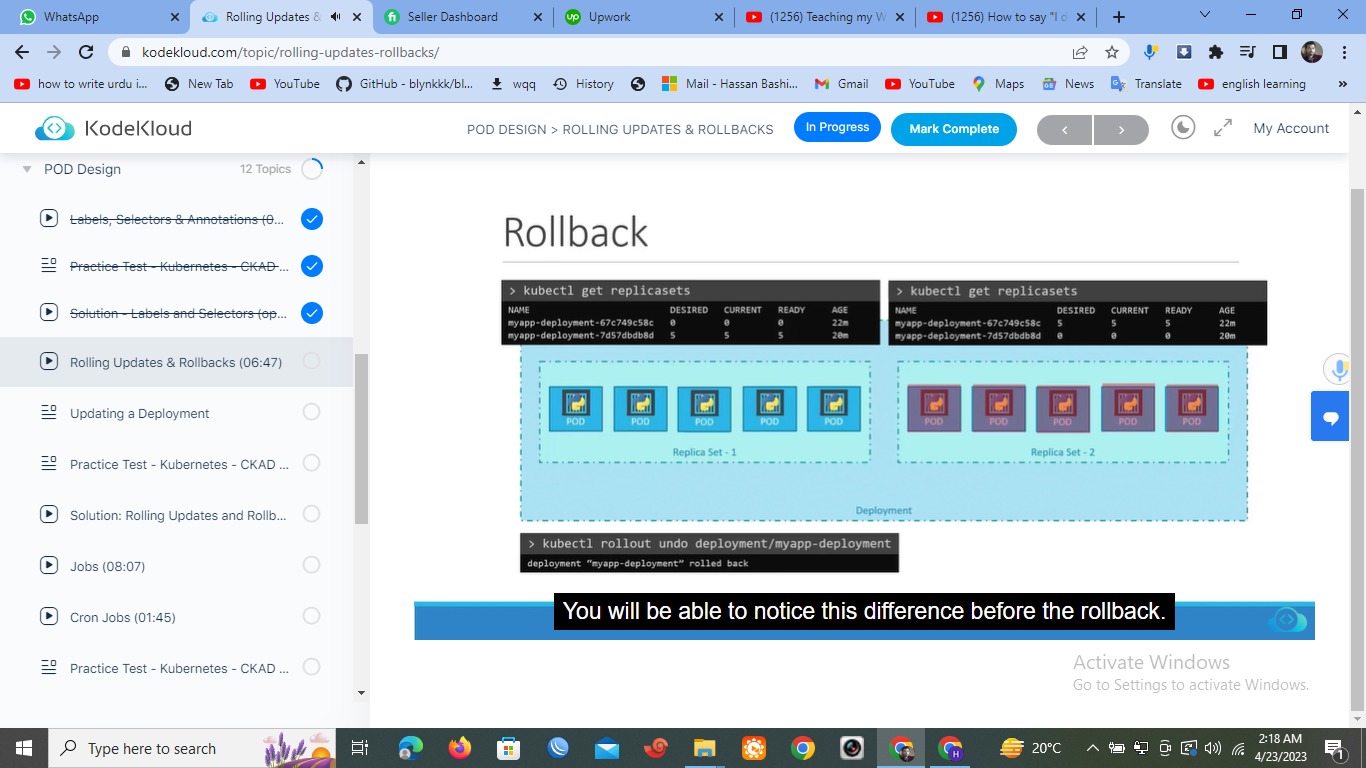 WhatsApp
Rolling Updates &
Seller Dashboard
Upwork
(1256) Teaching my W
(1256) How to say "I d
kodekloud.com/topic/rolling-updates-rollbacks/
how to write urdu i...
New Tab
YouTube
GitHub - blynkkk/bl...
wqq
History
Mail - Hassan Bashi...
Gmail
YouTube
Maps
News
Translate
english learning
KodeKloud
POD DESIGN > ROLLING UPDATES & ROLLBACKS
In Progress
Mark Complete
My Account
POD Design
12 Topics
Labels, Selectors & Annotations (0...
Practice Test - Kubernetes - CKAD ...
Solution - Labels and Selectors (op...
Rolling Updates & Rollbacks (06:47)
Updating a Deployment
Practice Test - Kubernetes - CKAD ...
Solution: Rolling Updates and Rollb...
Jobs (08:07)
Cron Jobs (01:45)
Practice Test - Kubernetes - CKAD ...
Rollback
> kubectl get replicasets
NAME DESIRED CURRENT READY AGE
myapp-deployment-67c749c58c 0 0 0 22m
myapp-deployment-7d57dbdb8d 5 5 5 20m
> kubectl get replicasets
NAME DESIRED CURRENT READY AGE
myapp-deployment-67c749c58c 5 5 5 22m
myapp-deployment-7d57dbdb8d 0 0 0 20m
POD POD POD POD POD
Replica Set - 1
POD POD POD POD POD
Replica Set - 2
Deployment
> kubectl rollout undo deployment/myapp-deployment
deployment "myapp-deployment" rolled back
You will be able to notice this difference before the rollback.
Activate Windows
Go to Settings to activate Windows.
Type here to search
20°C
2:18 AM
4/23/2023